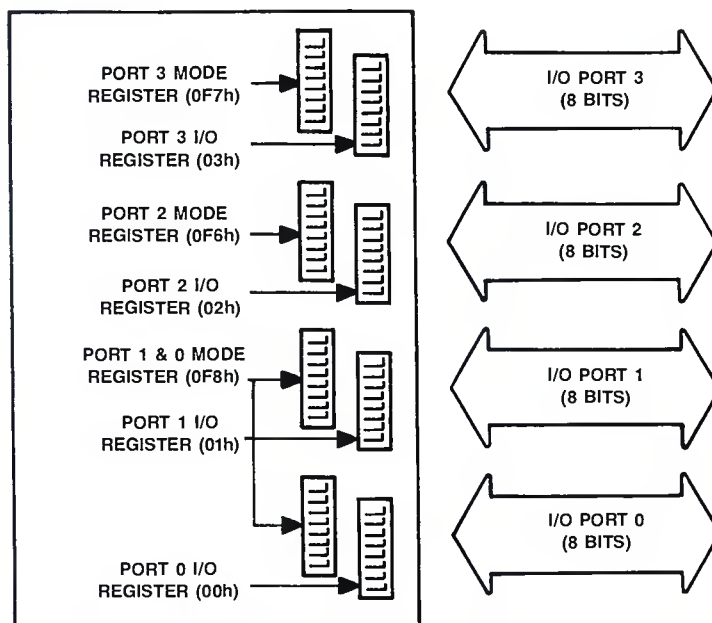 PORT 3 MODE
REGISTER (0F7h)
PORT 3 I/O
REGISTER (03h)
PORT 2 MODE
REGISTER (0F6h)
PORT 2 I/O
REGISTER (02h)
PORT 1 & 0 MODE
REGISTER (0F8h)
PORT 1 I/O
REGISTER (01h)
PORT 0 I/O
REGISTER (00h)
I/O PORT 3
(8 BITS)
I/O PORT 2
(8 BITS)
I/O PORT 1
(8 BITS)
I/O PORT 0
(8 BITS)